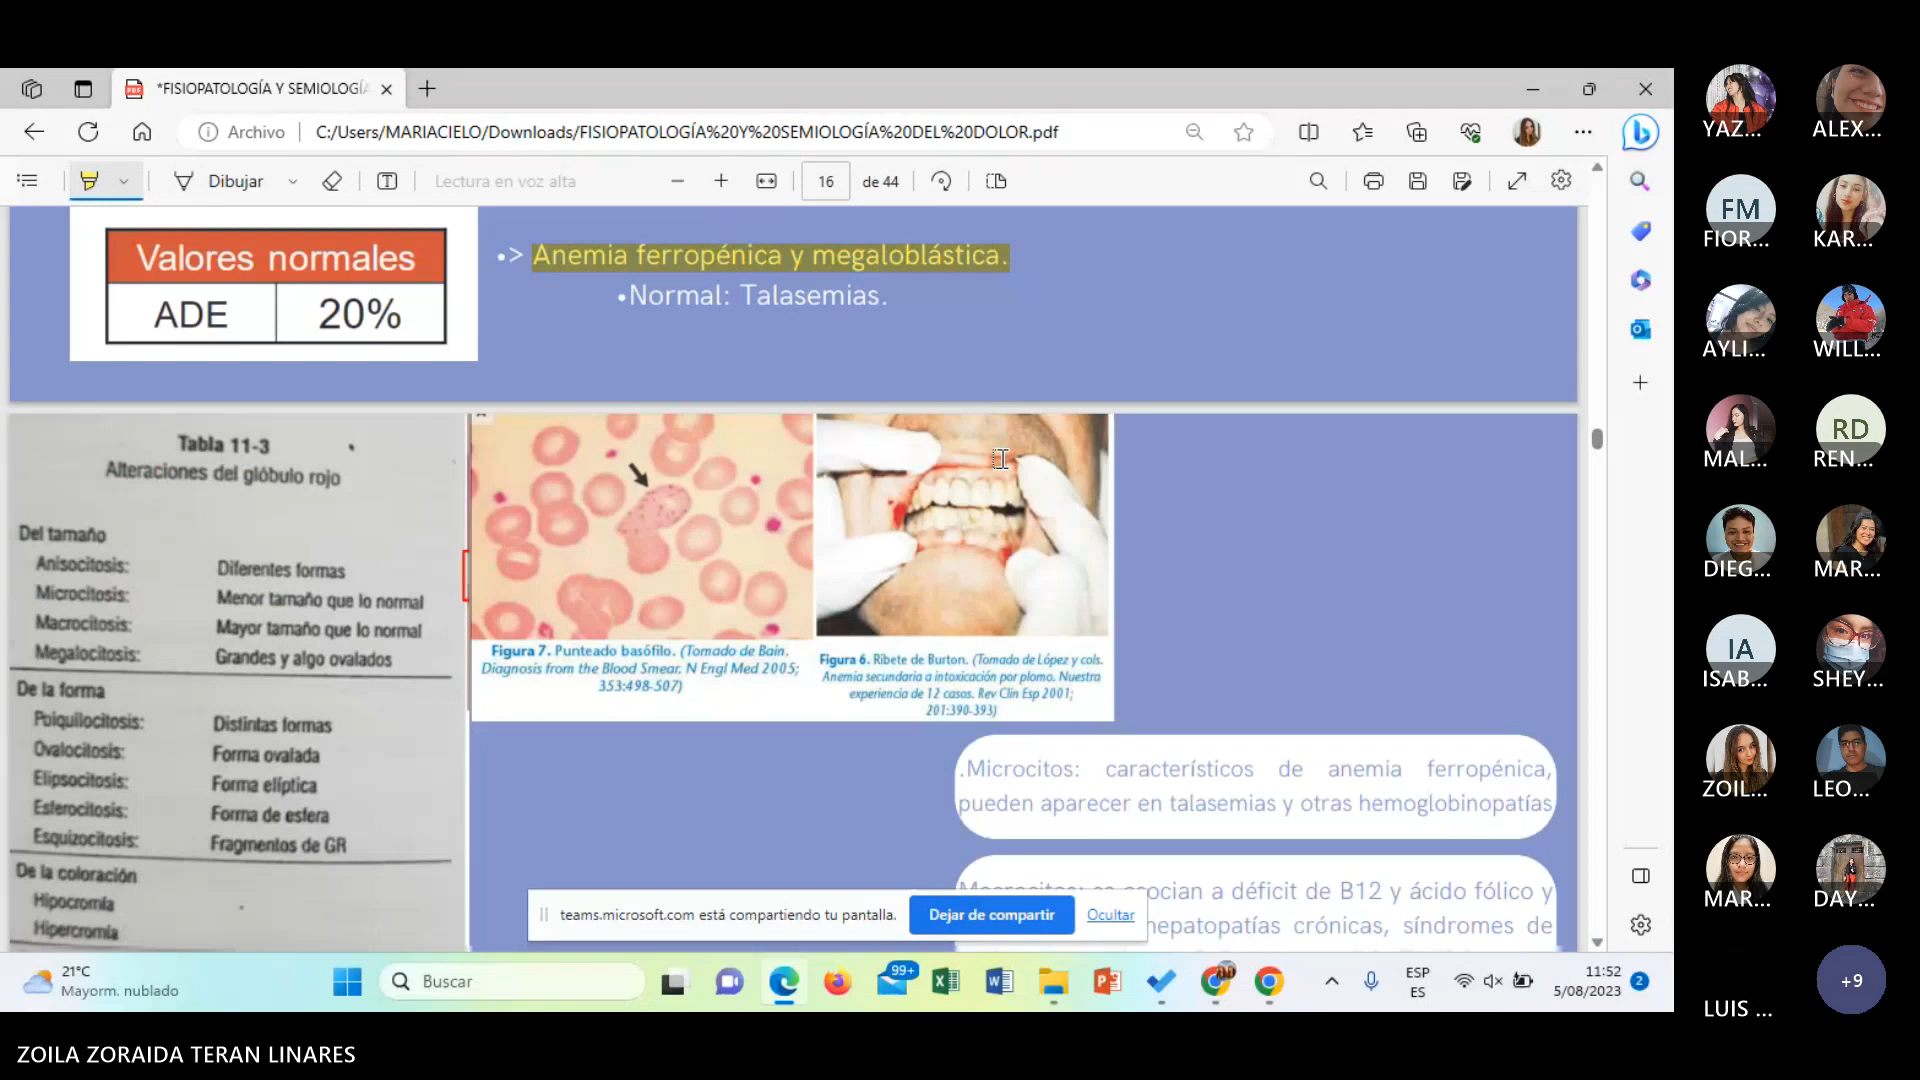 *FISIOPATOLOGÍA Y SEMIOLOGÍA
Archivo
C:/Users/MARIACIELO/Downloads/FISIOPATOLOGÍA%20Y%20SEMIOLOGÍA%20DEL%20DOLOR.pdf
Dibujar
Lectura en voz alta
16
de 44
Valores normales
ADE 20%
•> Anemia ferropénica y megaloblástica.
•Normal: Talasemias.
Tabla 11-3
Alteraciones del glóbulo rojo
Del tamaño
Anisocitosis: Diferentes formas
Microcitosis: Menor tamaño que lo normal
Macrocitosis: Mayor tamaño que lo normal
Megalocitosis: Grandes y algo ovalados
De la forma
Poiquilocitosis: Distintas formas
Ovalocitosis: Forma ovalada
Elipsocitosis: Forma elíptica
Esferocitosis: Forma de esfera
Esquizocitosis: Fragmentos de GR
De la coloración
Hipocromía
Hipercromía
Figura 7. Punteado basófilo. (Tomado de Bain.
Diagnosis from the Blood Smear. N Engl Med 2005;
353:498-507)
Figura 6. Ribete de Burton. (Tomado de López y cols.
Anemia secundaria a intoxicación por plomo. Nuestra
experiencia de 12 casos. Rev Clin Esp 2001;
201:390-393)
.Microcitos: característicos de anemia ferropénica,
pueden aparecer en talasemias y otras hemoglobinopatías
asocian a déficit de B12 y ácido fólico y
hepatopatías crónicas, síndromes de
teams.microsoft.com está compartiendo tu pantalla.
Dejar de compartir
Ocultar
21°C
Mayorm. nublado
Buscar
99+
ESP
ES
11:52
5/08/2023
2
YAZ...
ALEX...
FM
FIOR...
KAR...
AYLI...
WILL...
MAL...
RD
REN...
DIEG...
MAR...
IA
ISAB...
SHEY...
ZOIL...
LEO...
MAR...
DAY...
LUIS ...
+9
ZOILA ZORAIDA TERAN LINARES